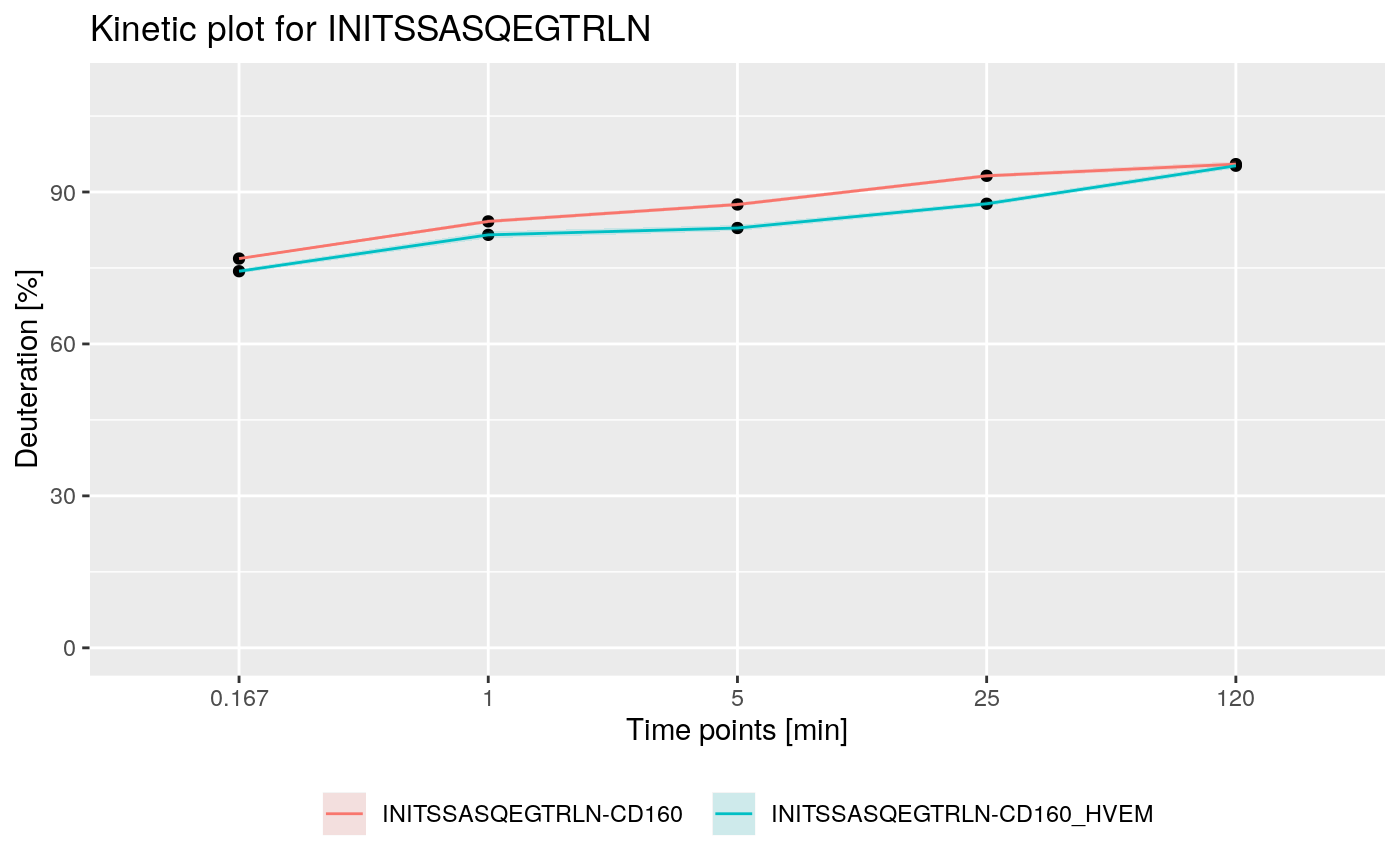 Kinetic plot for INITSSASQEGTRLN
Deuteration [%]
90
60
30
0
0.167 1 5 25 120
Time points [min]
INITSSASQEGTRLN-CD160 INITSSASQEGTRLN-CD160_HVEM